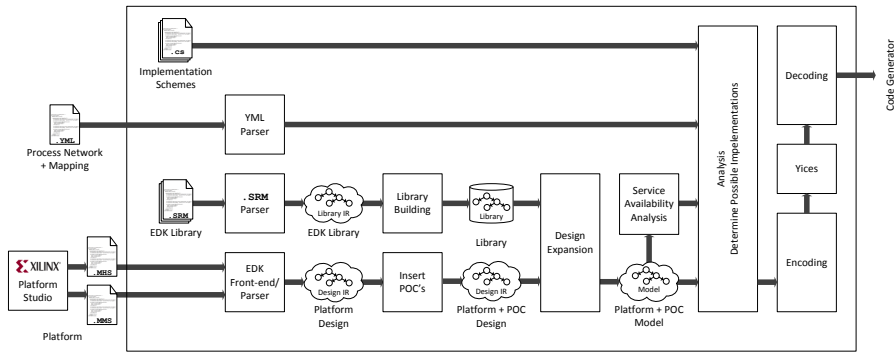 .CS
Implementation
Schemes
Code Generator
Decoding
Analysis
Determine Possible Impelementations
YML
Parser
.YML
Process Network
+ Mapping
Yices
.SRM
EDK Library
.SRM
Parser
Library IR
EDK Library
Library
Building
Library
Library
Design
Expansion
Service
Availability
Analysis
Encoding
XILINX
Platform
Studio
.MHS
.MMS
Platform
EDK
Front-end/
Parser
Design IR
Platform
Design
Insert
POC's
Design IR
Platform + POC
Design
Model
Platform + POC
Model